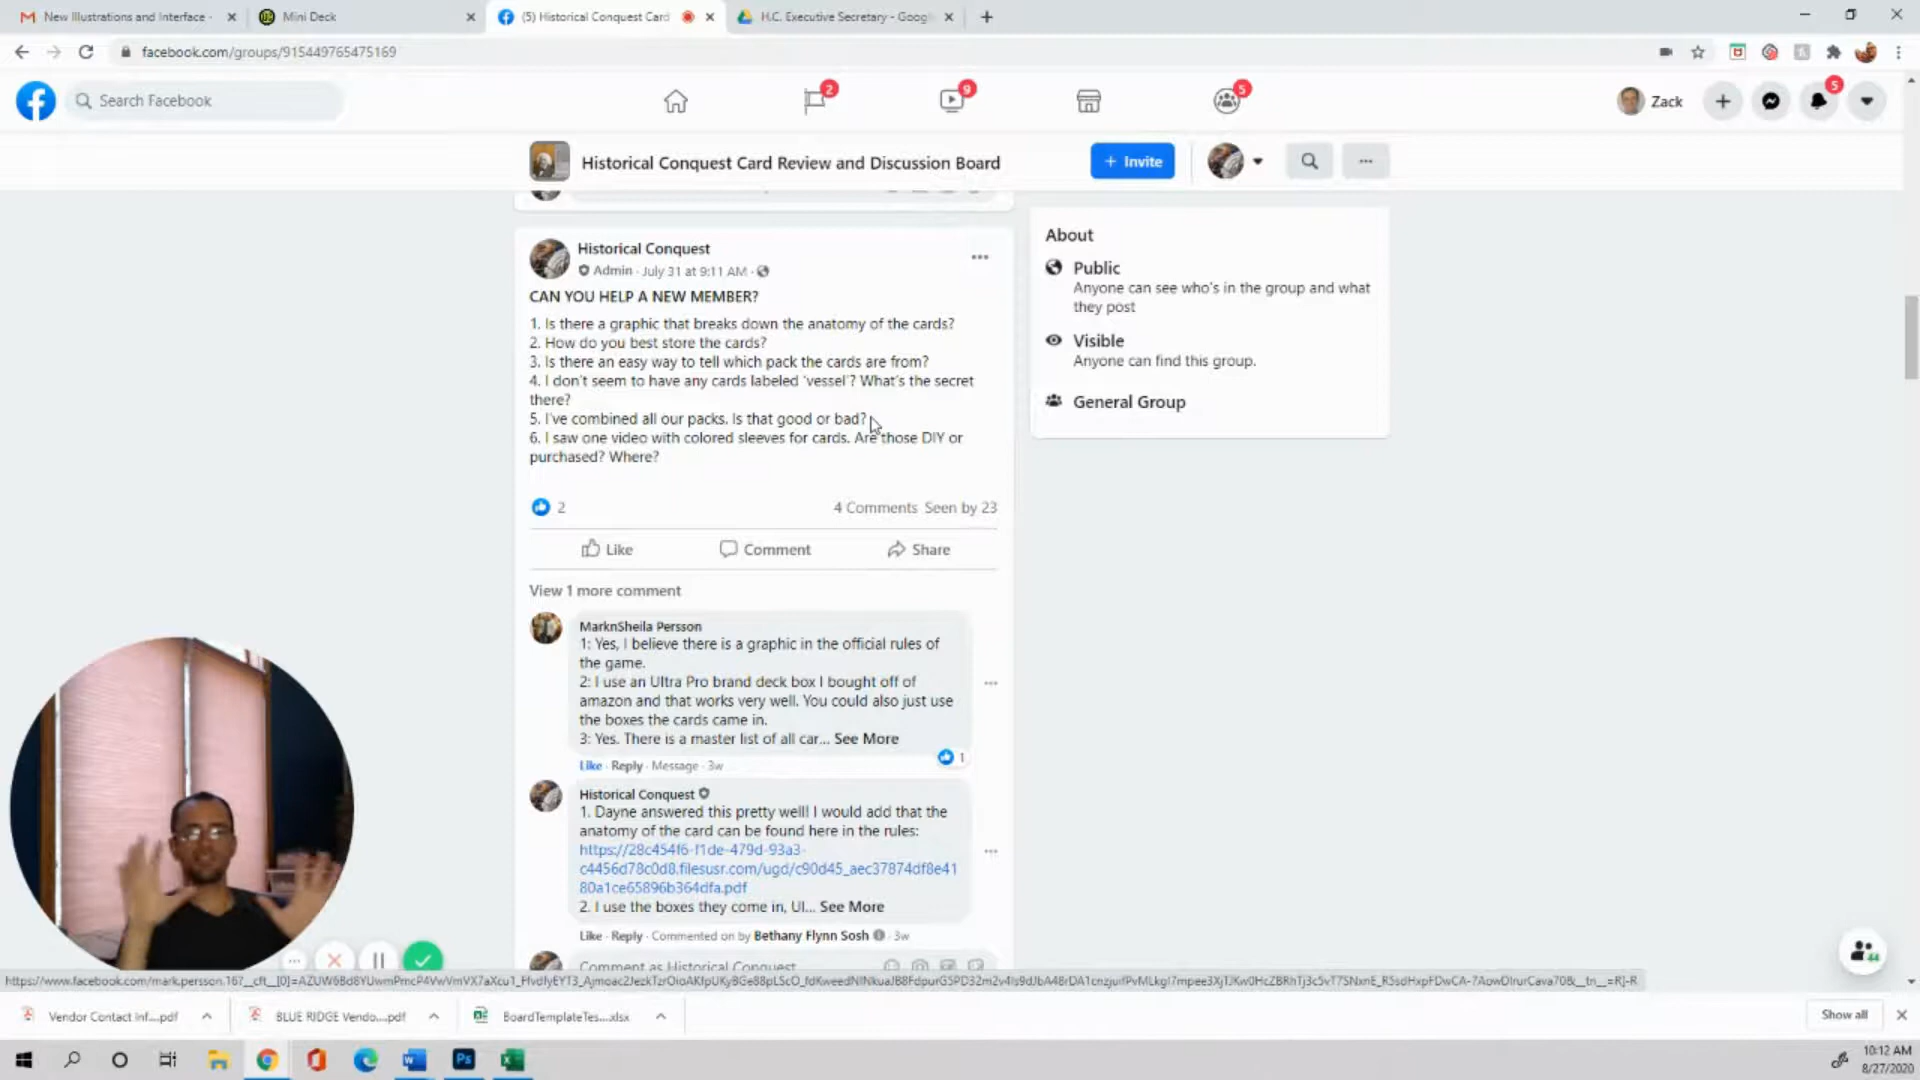 New Illustrations and Interface -
Mini Deck
(5) Historical Conquest Card
H.C. Executive Secretary - Goog
facebook.com/groups/915449765475169
Search Facebook
2
9
5
Zack
5
Historical Conquest Card Review and Discussion Board
+ Invite
Historical Conquest
Admin · July 31 at 9:11 AM ·
CAN YOU HELP A NEW MEMBER?
1. Is there a graphic that breaks down the anatomy of the cards?
2. How do you best store the cards?
3. Is there an easy way to tell which pack the cards are from?
4. I don't seem to have any cards labeled 'vessel'? What's the secret
there?
5. I've combined all our packs. Is that good or bad?
6. I saw one video with colored sleeves for cards. Are those DIY or
purchased? Where?
2
4 Comments Seen by 23
Like
Comment
Share
View 1 more comment
MarknSheila Persson
1: Yes, I believe there is a graphic in the official rules of
the game.
2: I use an Ultra Pro brand deck box I bought off of
amazon and that works very well. You could also just use
the boxes the cards came in.
3: Yes. There is a master list of all car... See More
1
Like · Reply · Message · 3w
Historical Conquest
1. Dayne answered this pretty well! I would add that the
anatomy of the card can be found here in the rules:
https://28c454f6-f1de-479d-93a3-
c4456d78c0d8.filesusr.com/ugd/c90d45_aec37874df8e41
80a1ce65896b364dfa.pdf
2. I use the boxes they come in, Ul... See More
Like · Reply · Commented on by Bethany Flynn Sosh · 3w
Comment as Historical Conquest
About
Public
Anyone can see who's in the group and what
they post
Visible
Anyone can find this group.
General Group
44
Vendor Contact Inf....pdf
BLUE RIDGE Vendo....pdf
BoardTemplateTes....xlsx
Show all
10:12 AM
8/27/2020